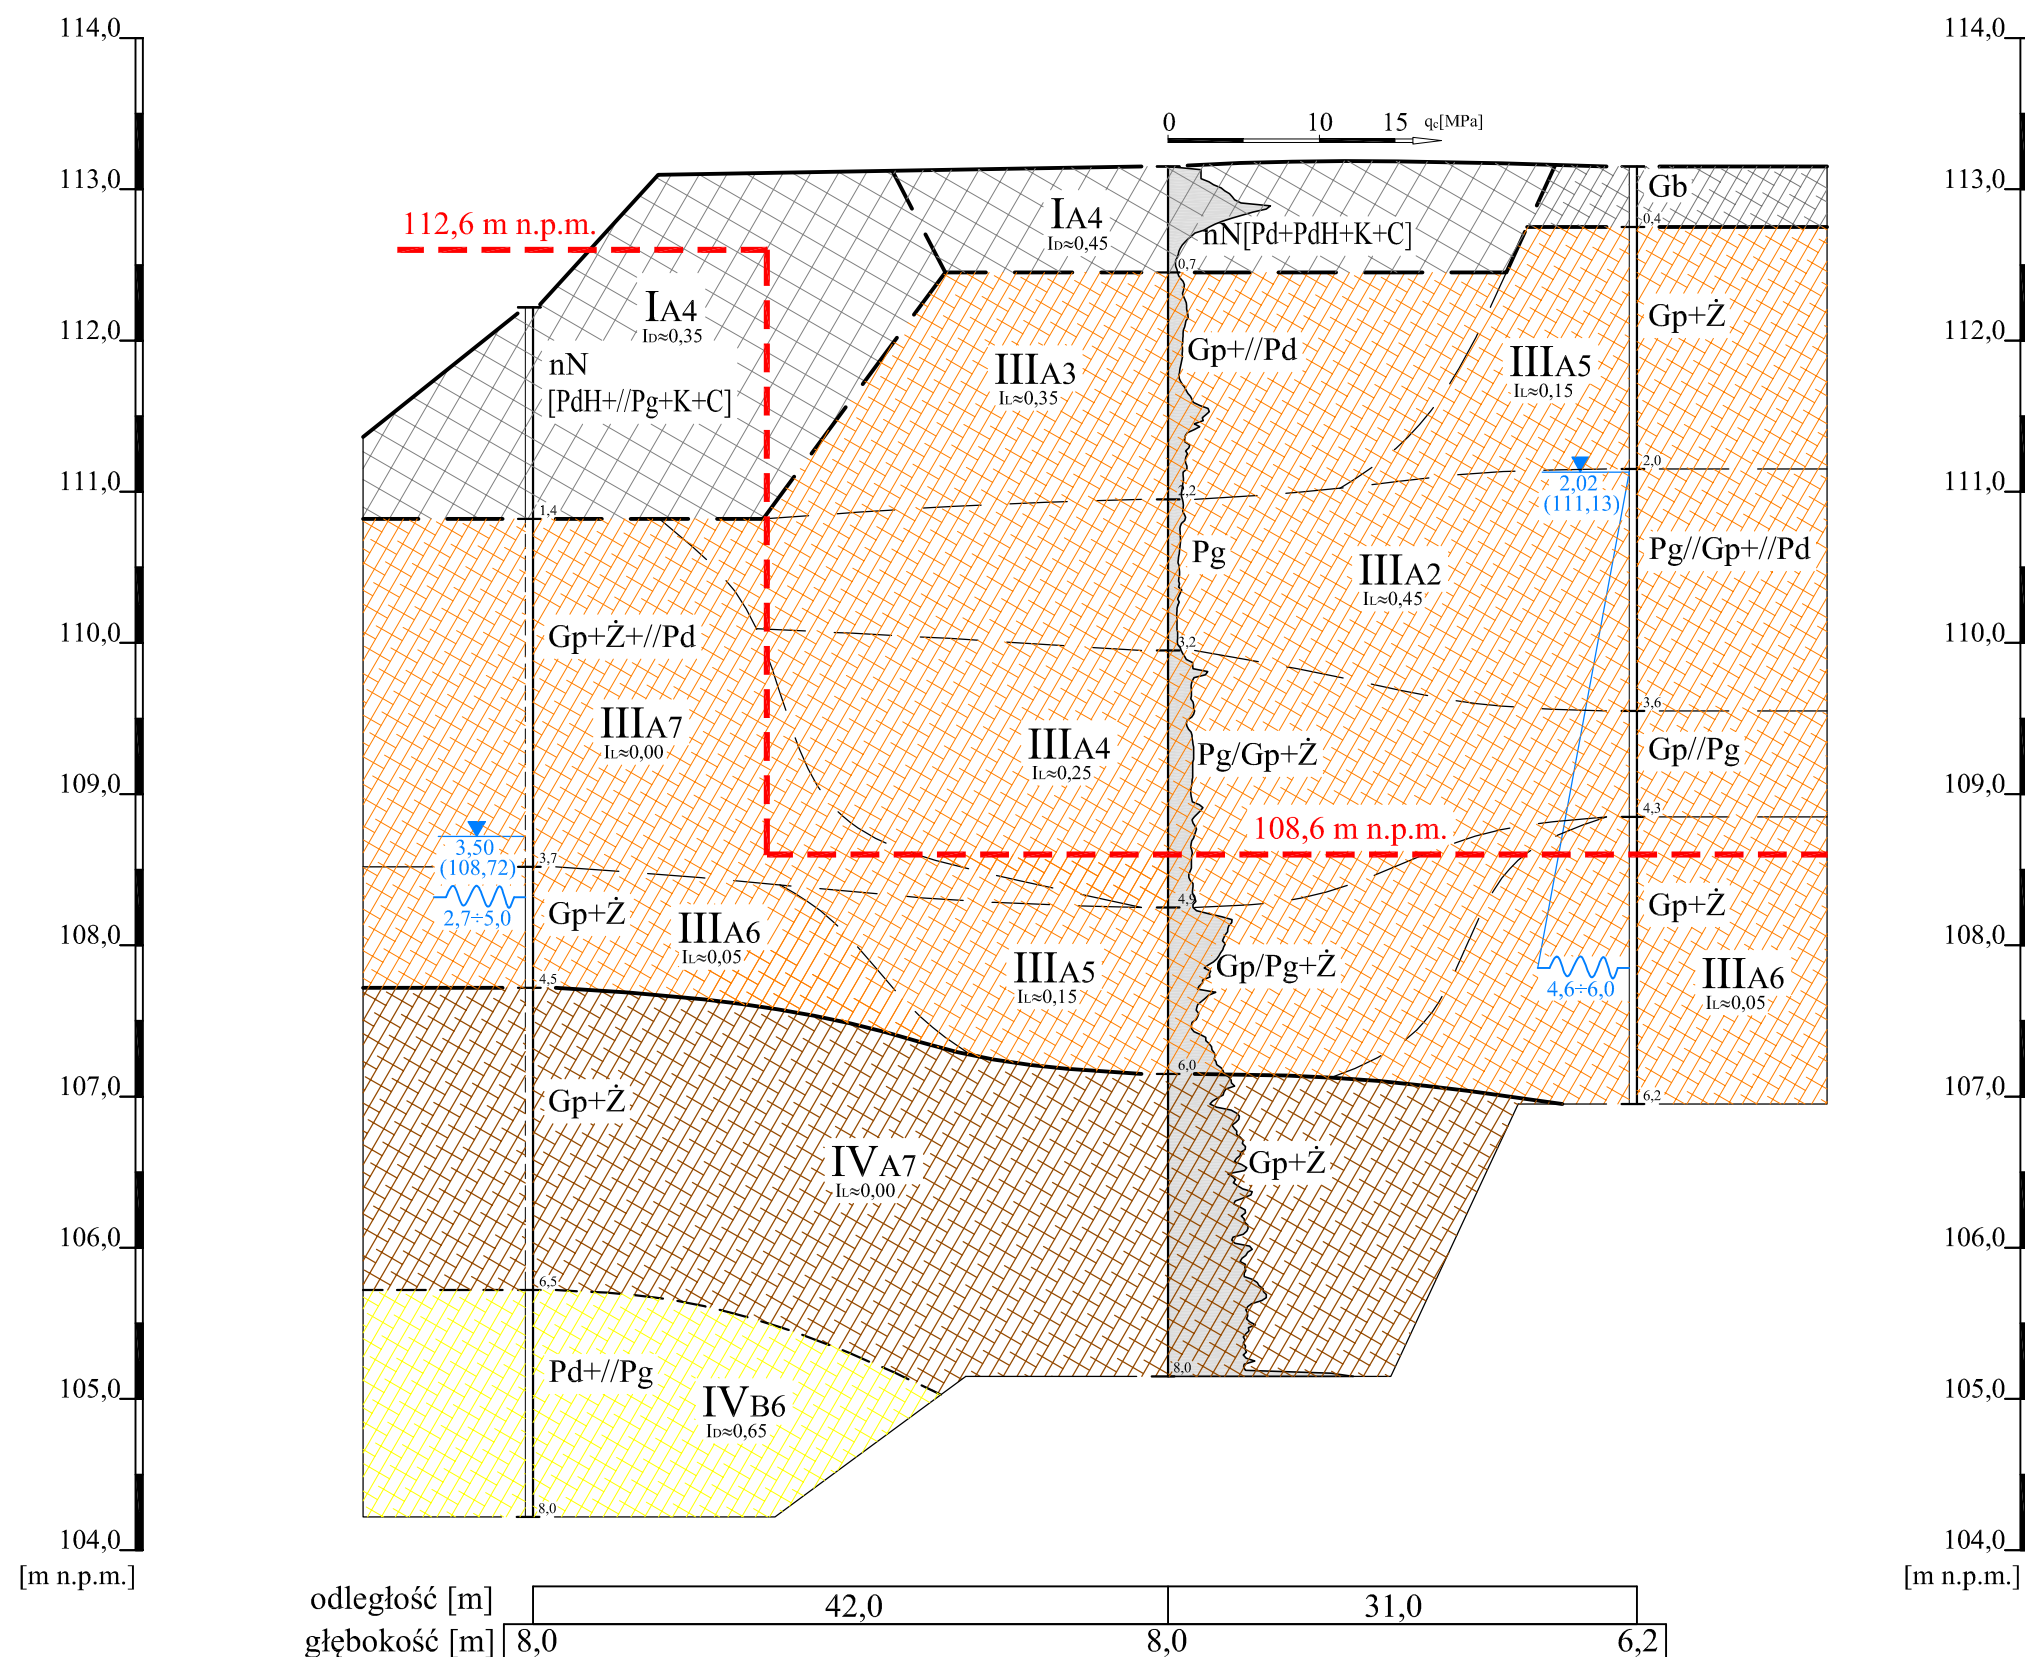 114,0
114,0
0 10 15 qc[MPa]
113,0
113,0
Gb
0,4
112,6 m n.p.m.
IA4
ID≈0,45
nN[Pd+PdH+K+C]
0,7
IA4
ID≈0,35
Gp+Ż
112,0
112,0
nN
[PdH+//Pg+K+C]
IIIA3
IL≈0,35
Gp+//Pd
IIIA5
IL≈0,15
2,0
111,0
111,0
2,02
(111,13)
2,2
1,4
Pg
IIIA2
IL≈0,45
Pg//Gp+//Pd
110,0
110,0
Gp+Ż+//Pd
3,2
IIIA7
IL≈0,00
IIIA4
IL≈0,25
Pg/Gp+Ż
3,6
Gp//Pg
109,0
109,0
4,3
108,6 m n.p.m.
3,50
(108,72)
3,7
2,7÷5,0
Gp+Ż
4,9
Gp+Ż
108,0
108,0
IIIA6
IL≈0,05
IIIA5
IL≈0,15
Gp/Pg+Ż
4,6÷6,0
IIIA6
IL≈0,05
4,5
107,0
107,0
6,0
6,2
Gp+Ż
IVA7
IL≈0,00
Gp+Ż
106,0
106,0
6,5
105,0
105,0
Pd+//Pg
8,0
IVB6
ID≈0,65
8,0
104,0
104,0
[m n.p.m.]
[m n.p.m.]
odległość [m] 42,0 31,0
głębokość [m] 8,0 8,0 6,2